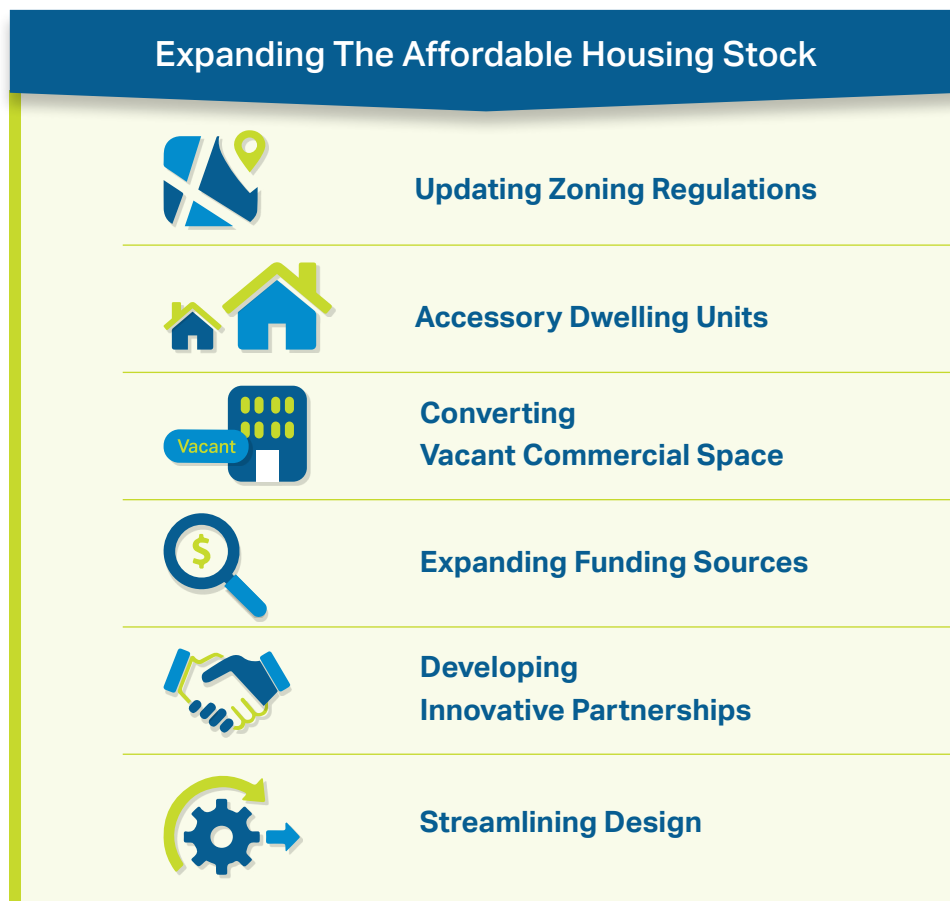 Expanding The Affordable Housing Stock
Updating Zoning Regulations
Accessory Dwelling Units
Vacant
Converting
Vacant Commercial Space
$
Expanding Funding Sources
Developing
Innovative Partnerships
Streamlining Design